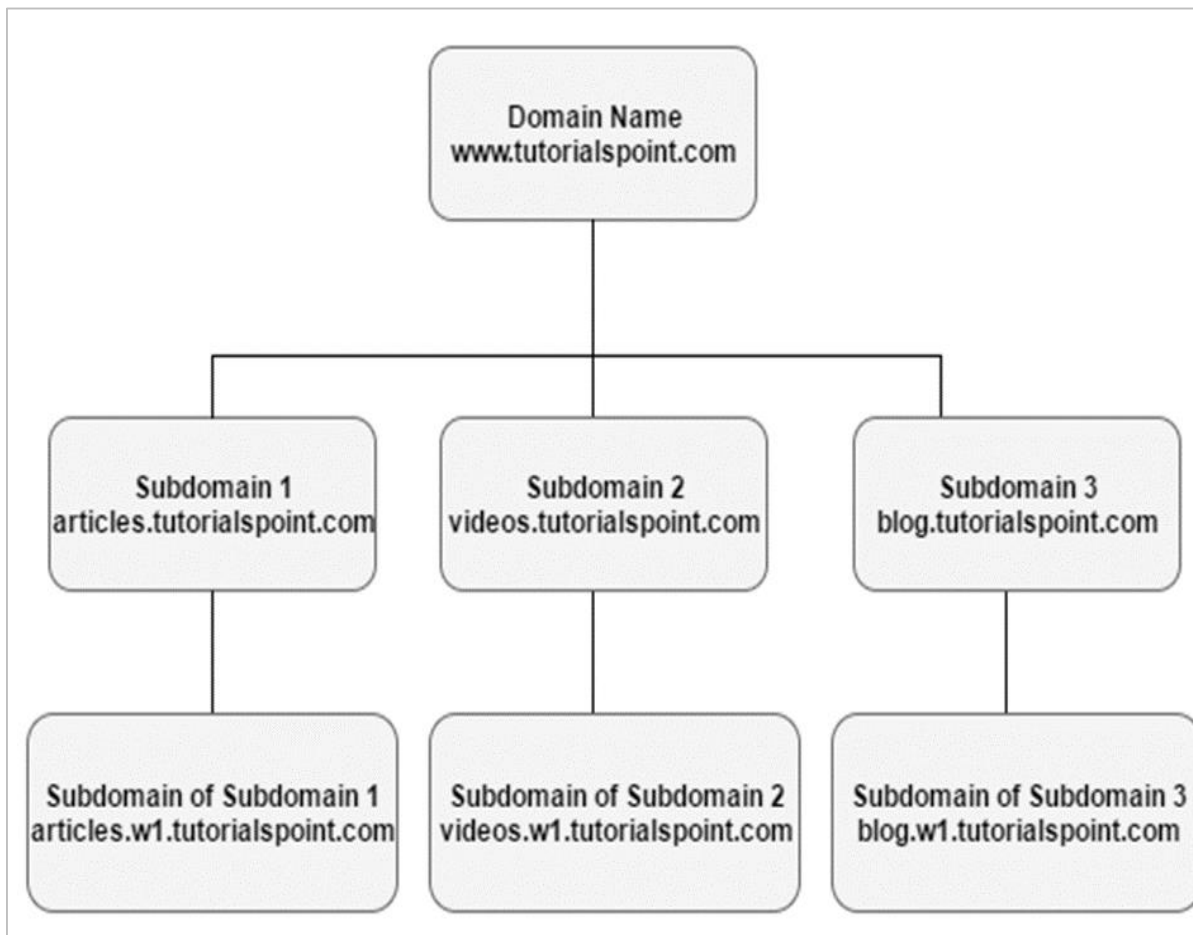 Domain Name
www.tutorialspoint.com
Subdomain 1
articles.tutorialspoint.com
Subdomain 2
videos.tutorialspoint.com
Subdomain 3
blog.tutorialspoint.com
Subdomain of Subdomain 1
articles.w1.tutorialspoint.com
Subdomain of Subdomain 2
videos.w1.tutorialspoint.com
Subdomain of Subdomain 3
blog.w1.tutorialspoint.com